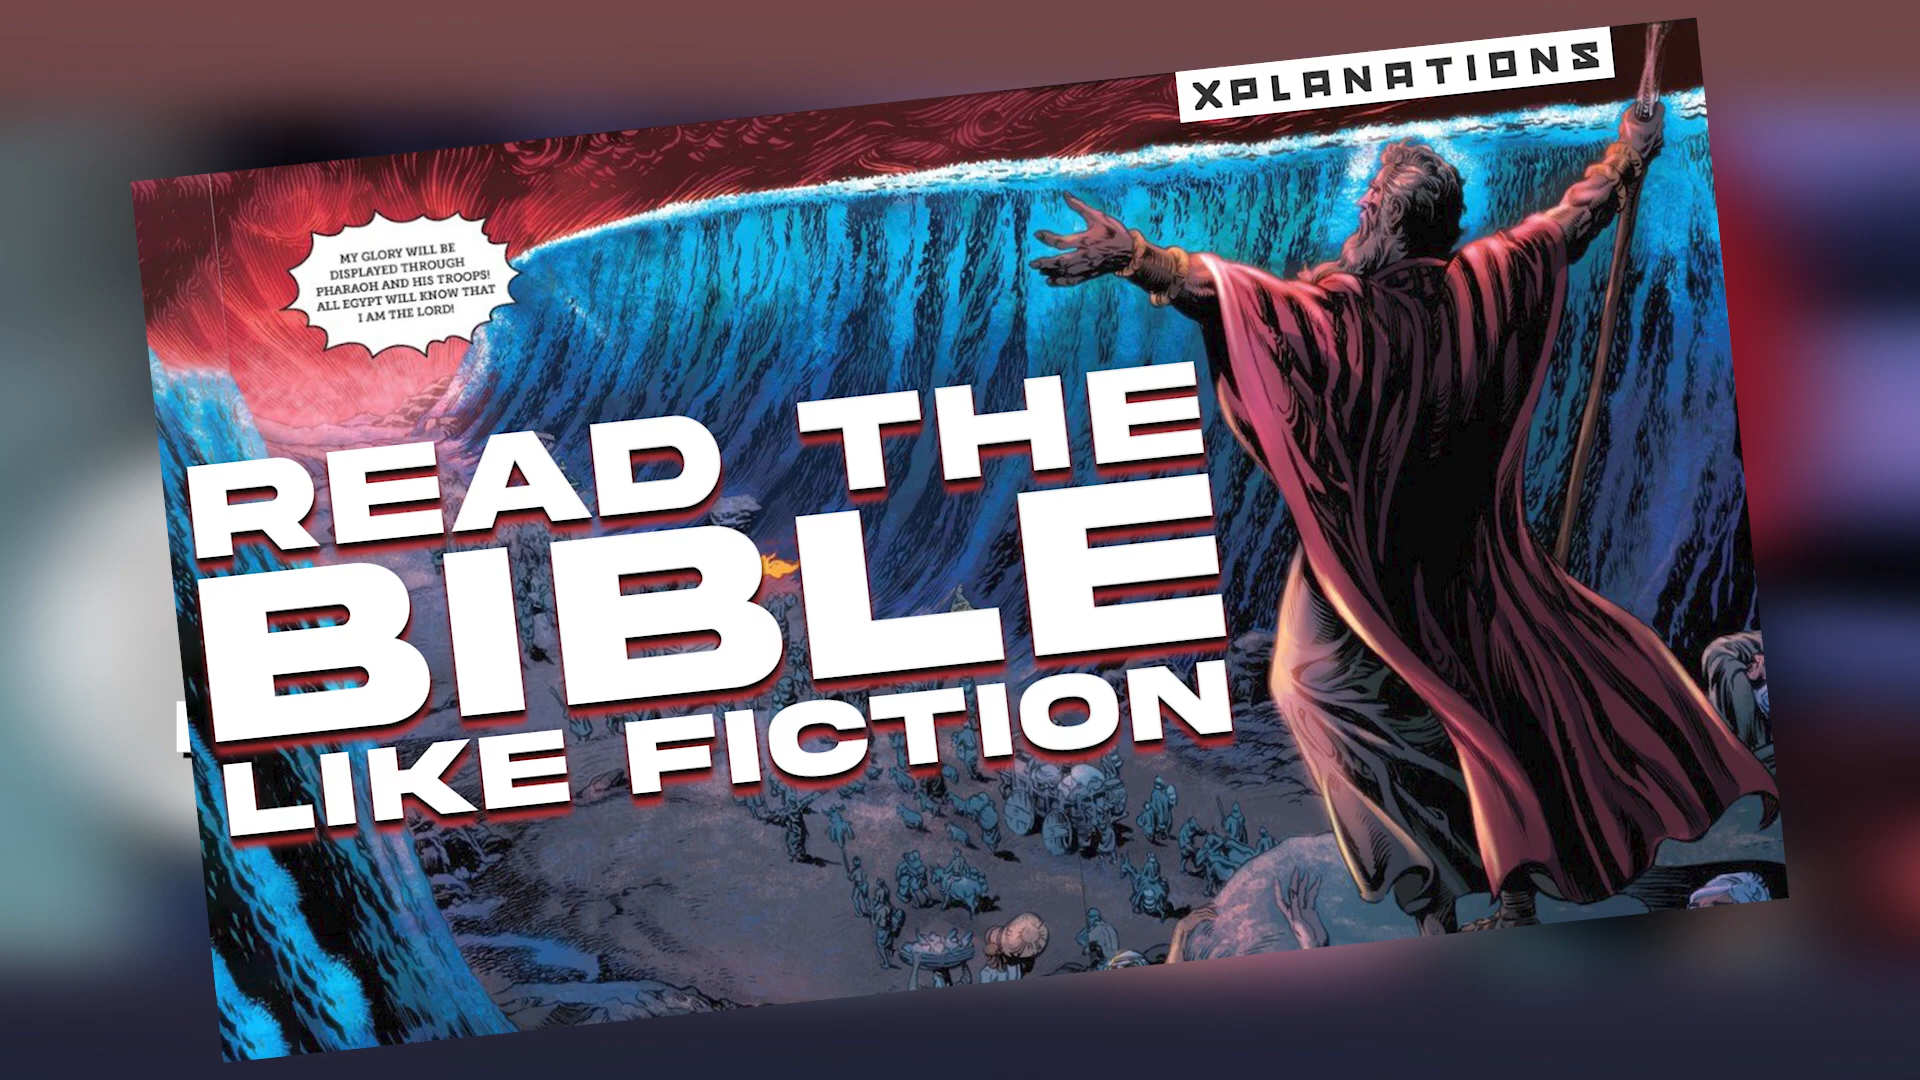 XPLANATIONS
MY GLORY WILL BE
DISPLAYED THROUGH
PHARAOH AND HIS TROOPS!
ALL EGYPT WILL KNOW THAT
I AM THE LORD!
READ THE
BIBLE
LIKE FICTION